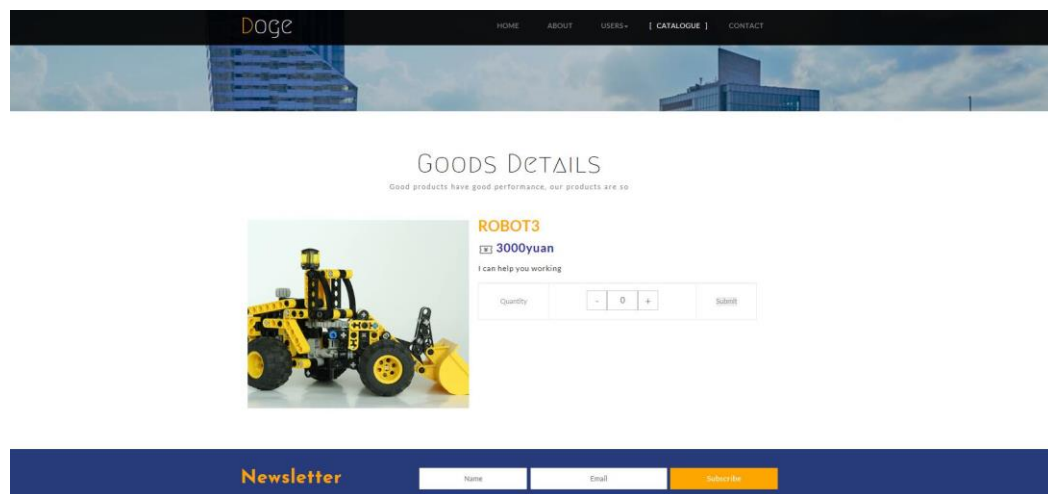 Doge
HOME ABOUT USERS [ CATALOGUE ] CONTACT
GOODS DETAILS
Good products have good performance, our products are so
ROBOT3
3000yuan
I can help you working
Quantity - 0 + Submit
Newsletter Name Email Subscribe